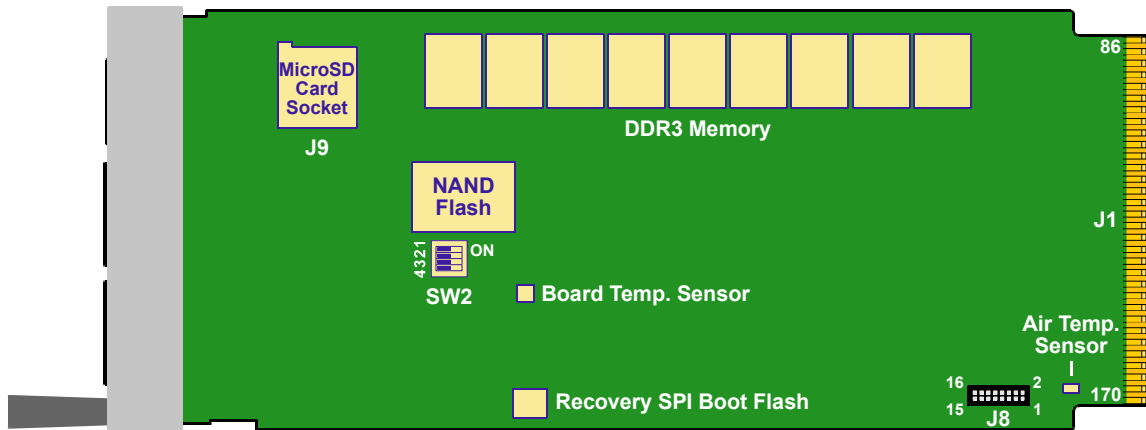 86
MicroSD
Card
Socket
J9
DDR3 Memory
NAND
Flash
J1
4321
ON
SW2
Board Temp. Sensor
Air Temp.
Sensor
16
2
170
Recovery SPI Boot Flash
15
1
J8